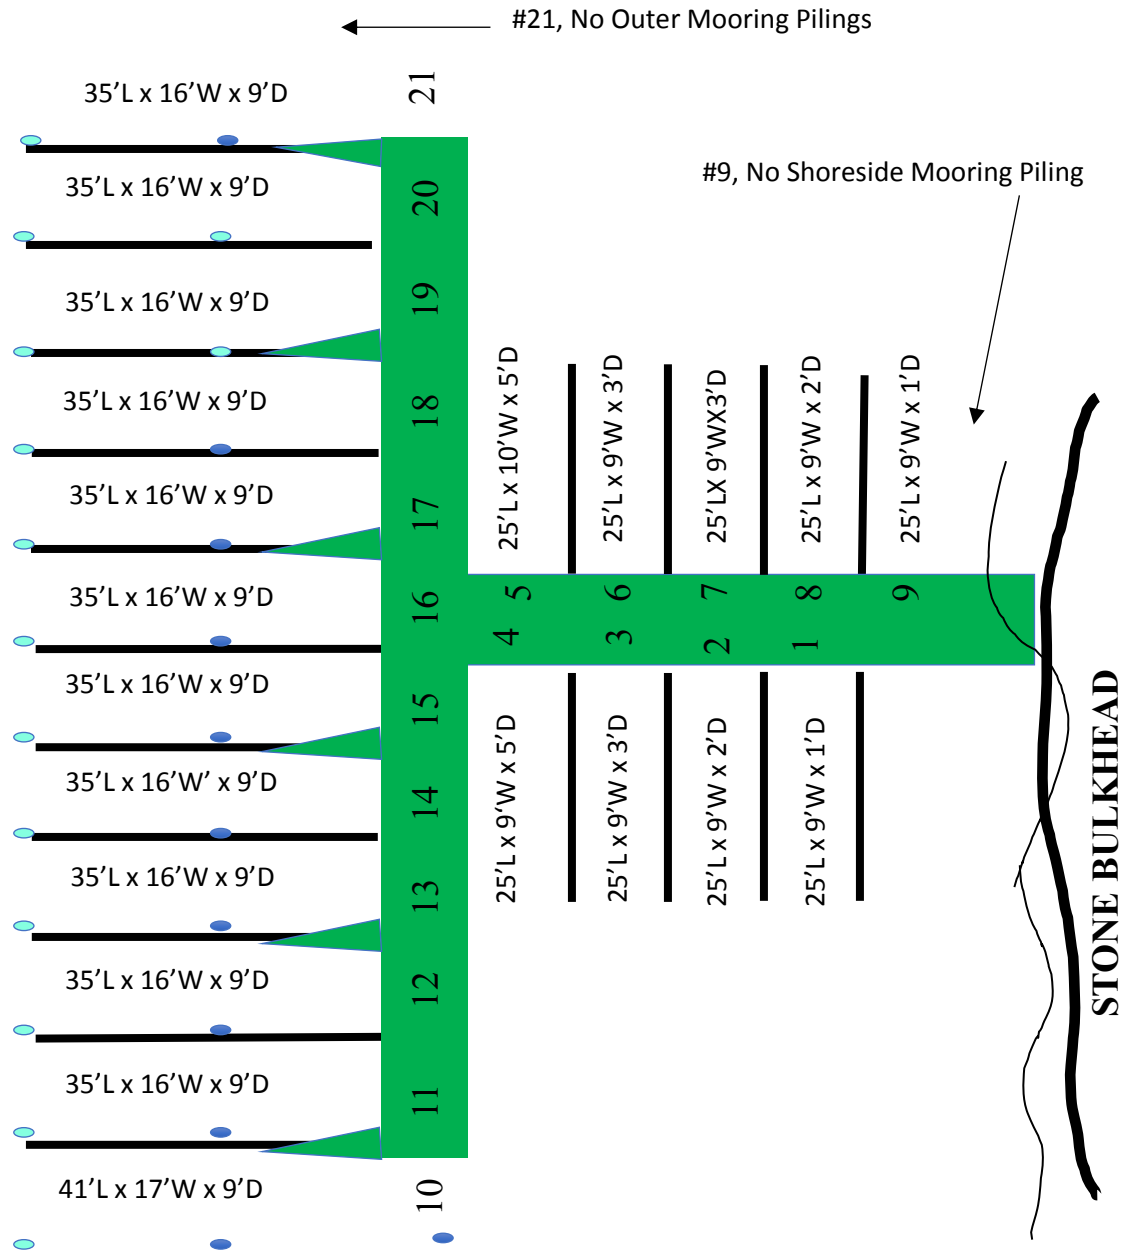 #21, No Outer Mooring Pilings
35’L x 16’W x 9’D
21
#9, No Shoreside Mooring Piling
35’L x 16’W x 9’D
20
35’L x 16’W x 9’D
19
35’L x 16’W x 9’D
18
35’L x 16’W x 9’D
17
35’L x 16’W x 9’D
16
35’L x 16’W x 9’D
15
35’L x 16’W’ x 9’D
14
35’L x 16’W x 9’D
13
35’L x 16’W x 9’D
12
35’L x 16’W x 9’D
11
41’L x 17’W x 9’D
10
25’L x 10’W x 5’D
25’L x 9’W x 3’D
25’LX 9’WX3’D
25’L x 9’W x 2’D
25’L x 9’W x 1’D
5
6
7
8
9
4
3
2
1
25’L x 9‘W x 5’D
25’L x 9’W x 3’D
25’L x 9’W x 2’D
25’L x 9’W x 1’D
STONE BULKHEAD